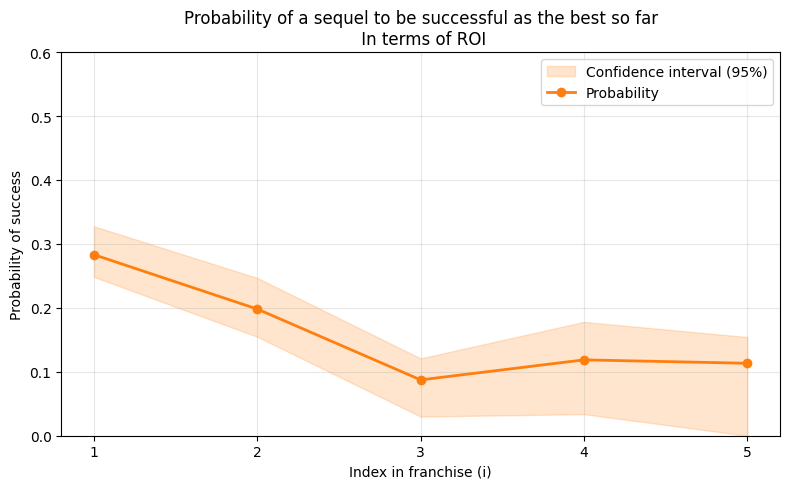 Probability of a sequel to be successful as the best so far
In terms of ROI
Confidence interval (95%)
Probability
Probability of success
0.6
0.5
0.4
0.3
0.2
0.1
0.0
1 2 3 4 5
Index in franchise (i)